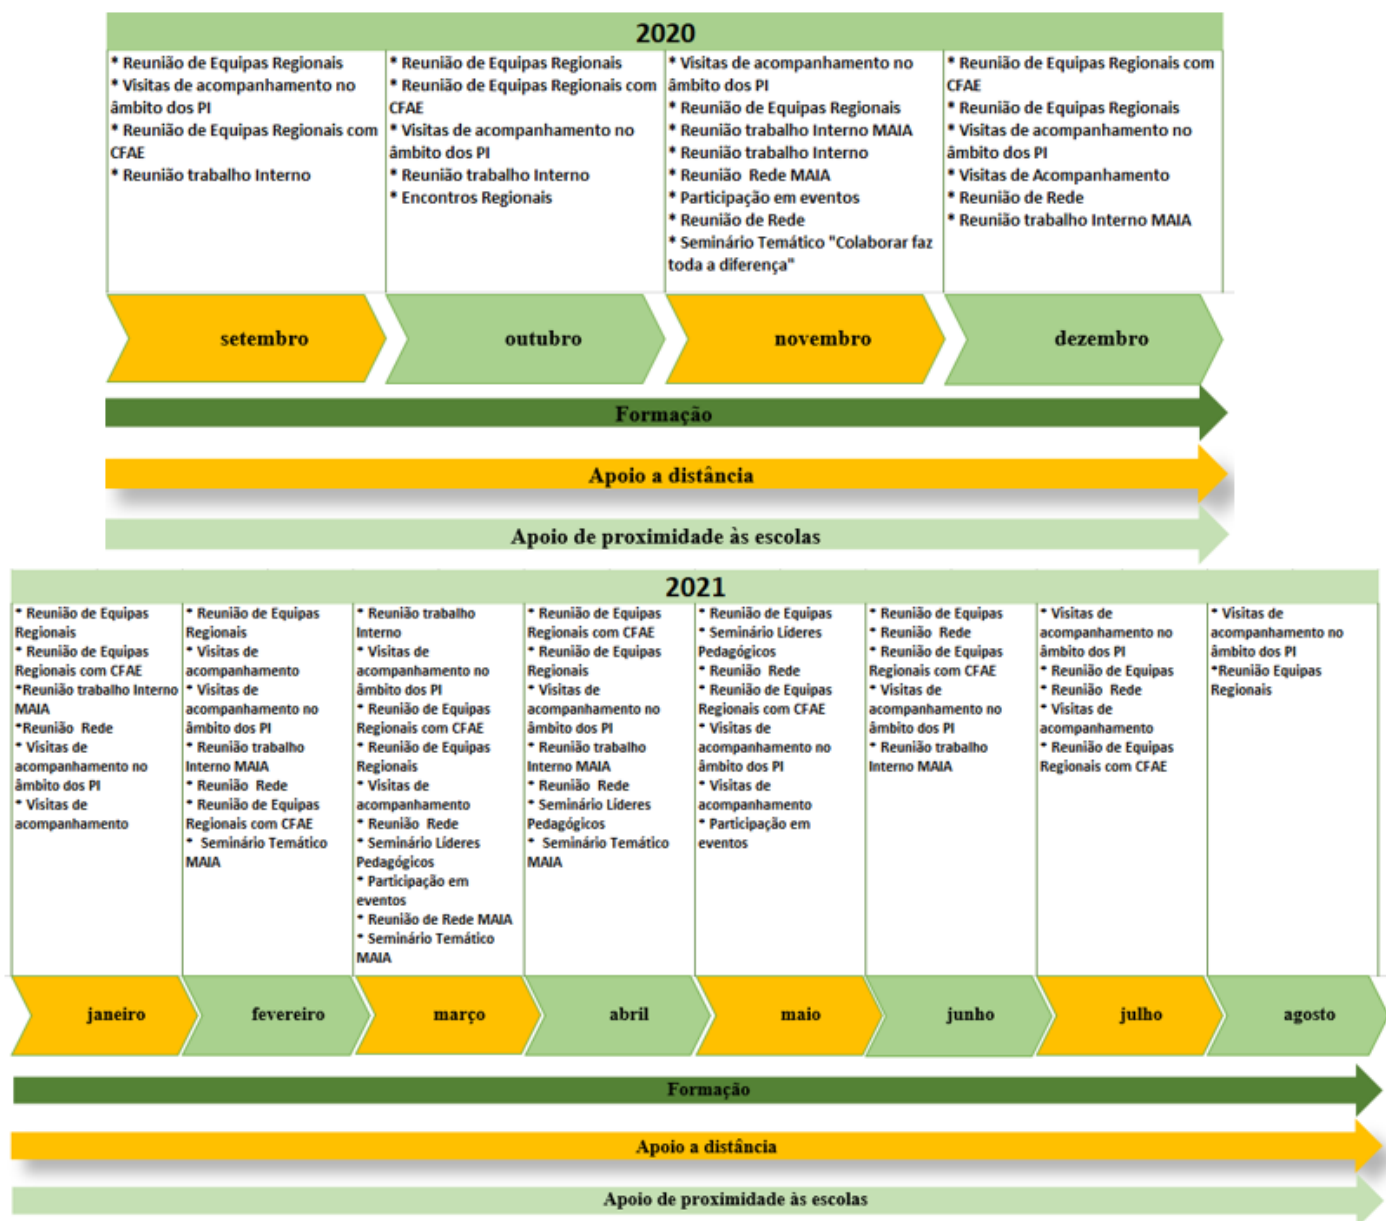 2020
* Reunião de Equipas Regionais
* Visitas de acompanhamento no
âmbito dos PI
* Reunião de Equipas Regionais com
CFAE
* Reunião trabalho Interno
* Reunião de Equipas Regionais
* Reunião de Equipas Regionais com
CFAE
* Visitas de acompanhamento no
âmbito dos PI
* Reunião trabalho Interno
* Encontros Regionais
* Visitas de acompanhamento no
âmbito dos PI
* Reunião de Equipas Regionais
* Reunião trabalho Interno MAIA
* Reunião trabalho Interno
* Reunião Rede MAIA
* Participação em eventos
* Reunião de Rede
* Seminário Temático "Colaborar faz
toda a diferença"
* Reunião de Equipas Regionais com
CFAE
* Reunião de Equipas Regionais
* Visitas de acompanhamento no
âmbito dos PI
* Visitas de Acompanhamento
* Reunião de Rede
* Reunião trabalho Interno MAIA
setembro
outubro
novembro
dezembro
Formação
Apoio a distância
Apoio de proximidade às escolas
2021
* Reunião de Equipas
Regionais
* Reunião de Equipas
Regionais com CFAE
*Reunião trabalho Interno
MAIA
*Reunião Rede
* Visitas de
acompanhamento no
âmbito dos PI
* Visitas de
acompanhamento
* Reunião de Equipas
Regionais
* Visitas de
acompanhamento
* Visitas de
acompanhamento no
âmbito dos PI
* Reunião trabalho
Interno MAIA
* Reunião Rede
* Reunião de Equipas
Regionais com CFAE
* Seminário Temático
MAIA
* Reunião trabalho
Interno
* Visitas de
acompanhamento no
âmbito dos PI
* Reunião de Equipas
Regionais com CFAE
* Reunião de Equipas
Regionais
* Visitas de
acompanhamento
* Reunião Rede
* Seminário Líderes
Pedagógicos
* Participação em
eventos
* Reunião de Rede MAIA
* Seminário Temático
MAIA
* Reunião de Equipas
Regionais com CFAE
* Reunião de Equipas
Regionais
* Visitas de
acompanhamento no
âmbito dos PI
* Reunião trabalho
Interno MAIA
* Reunião Rede
* Seminário Líderes
Pedagógicos
* Seminário Temático
MAIA
* Reunião de Equipas
* Seminário Líderes
Pedagógicos
* Reunião Rede
* Reunião de Equipas
Regionais com CFAE
* Visitas de
acompanhamento no
âmbito dos PI
* Visitas de
acompanhamento
* Participação em
eventos
* Reunião de Equipas
* Reunião Rede
* Reunião de Equipas
Regionais com CFAE
* Visitas de
acompanhamento no
âmbito dos PI
* Reunião trabalho
Interno MAIA
* Visitas de
acompanhamento no
âmbito dos PI
* Reunião de Equipas
* Reunião Rede
* Visitas de
acompanhamento
* Reunião de Equipas
Regionais com CFAE
* Visitas de
acompanhamento no
âmbito dos PI
*Reunião Equipas
Regionais
janeiro
fevereiro
março
abril
maio
junho
julho
agosto
Formação
Apoio a distância
Apoio de proximidade às escolas